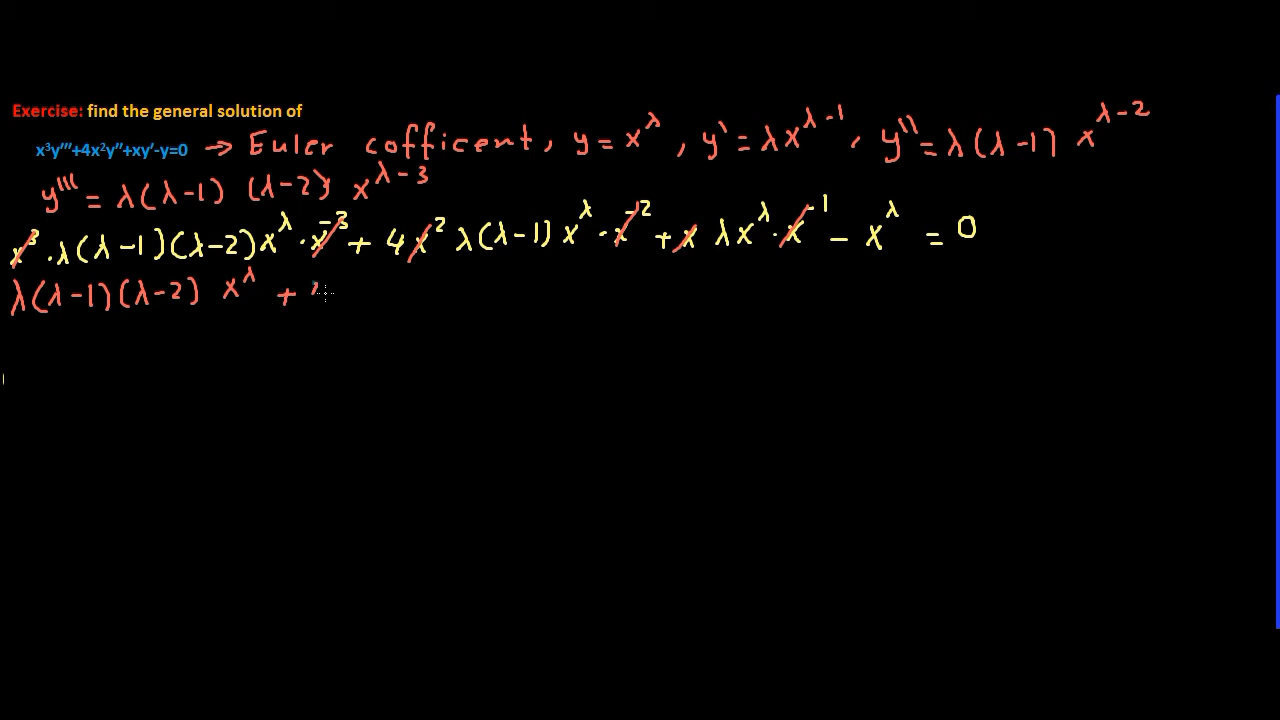 Exercise: find the general solution of
x³y′′′+4x²y′′+xy′-y=0 → Euler cofficent, y = x^λ, y' = λx^(λ-1), y'' = λ(λ-1) x^(λ-2)
y''' = λ(λ-1) (λ-2) x^(λ-3)
x³ · λ(λ-1)(λ-2)x^λ · x^-3 + 4x² λ(λ-1)x^λ · x^-2 + x λx^λ · x^-1 - x^λ = 0
λ(λ-1)(λ-2) x^λ +